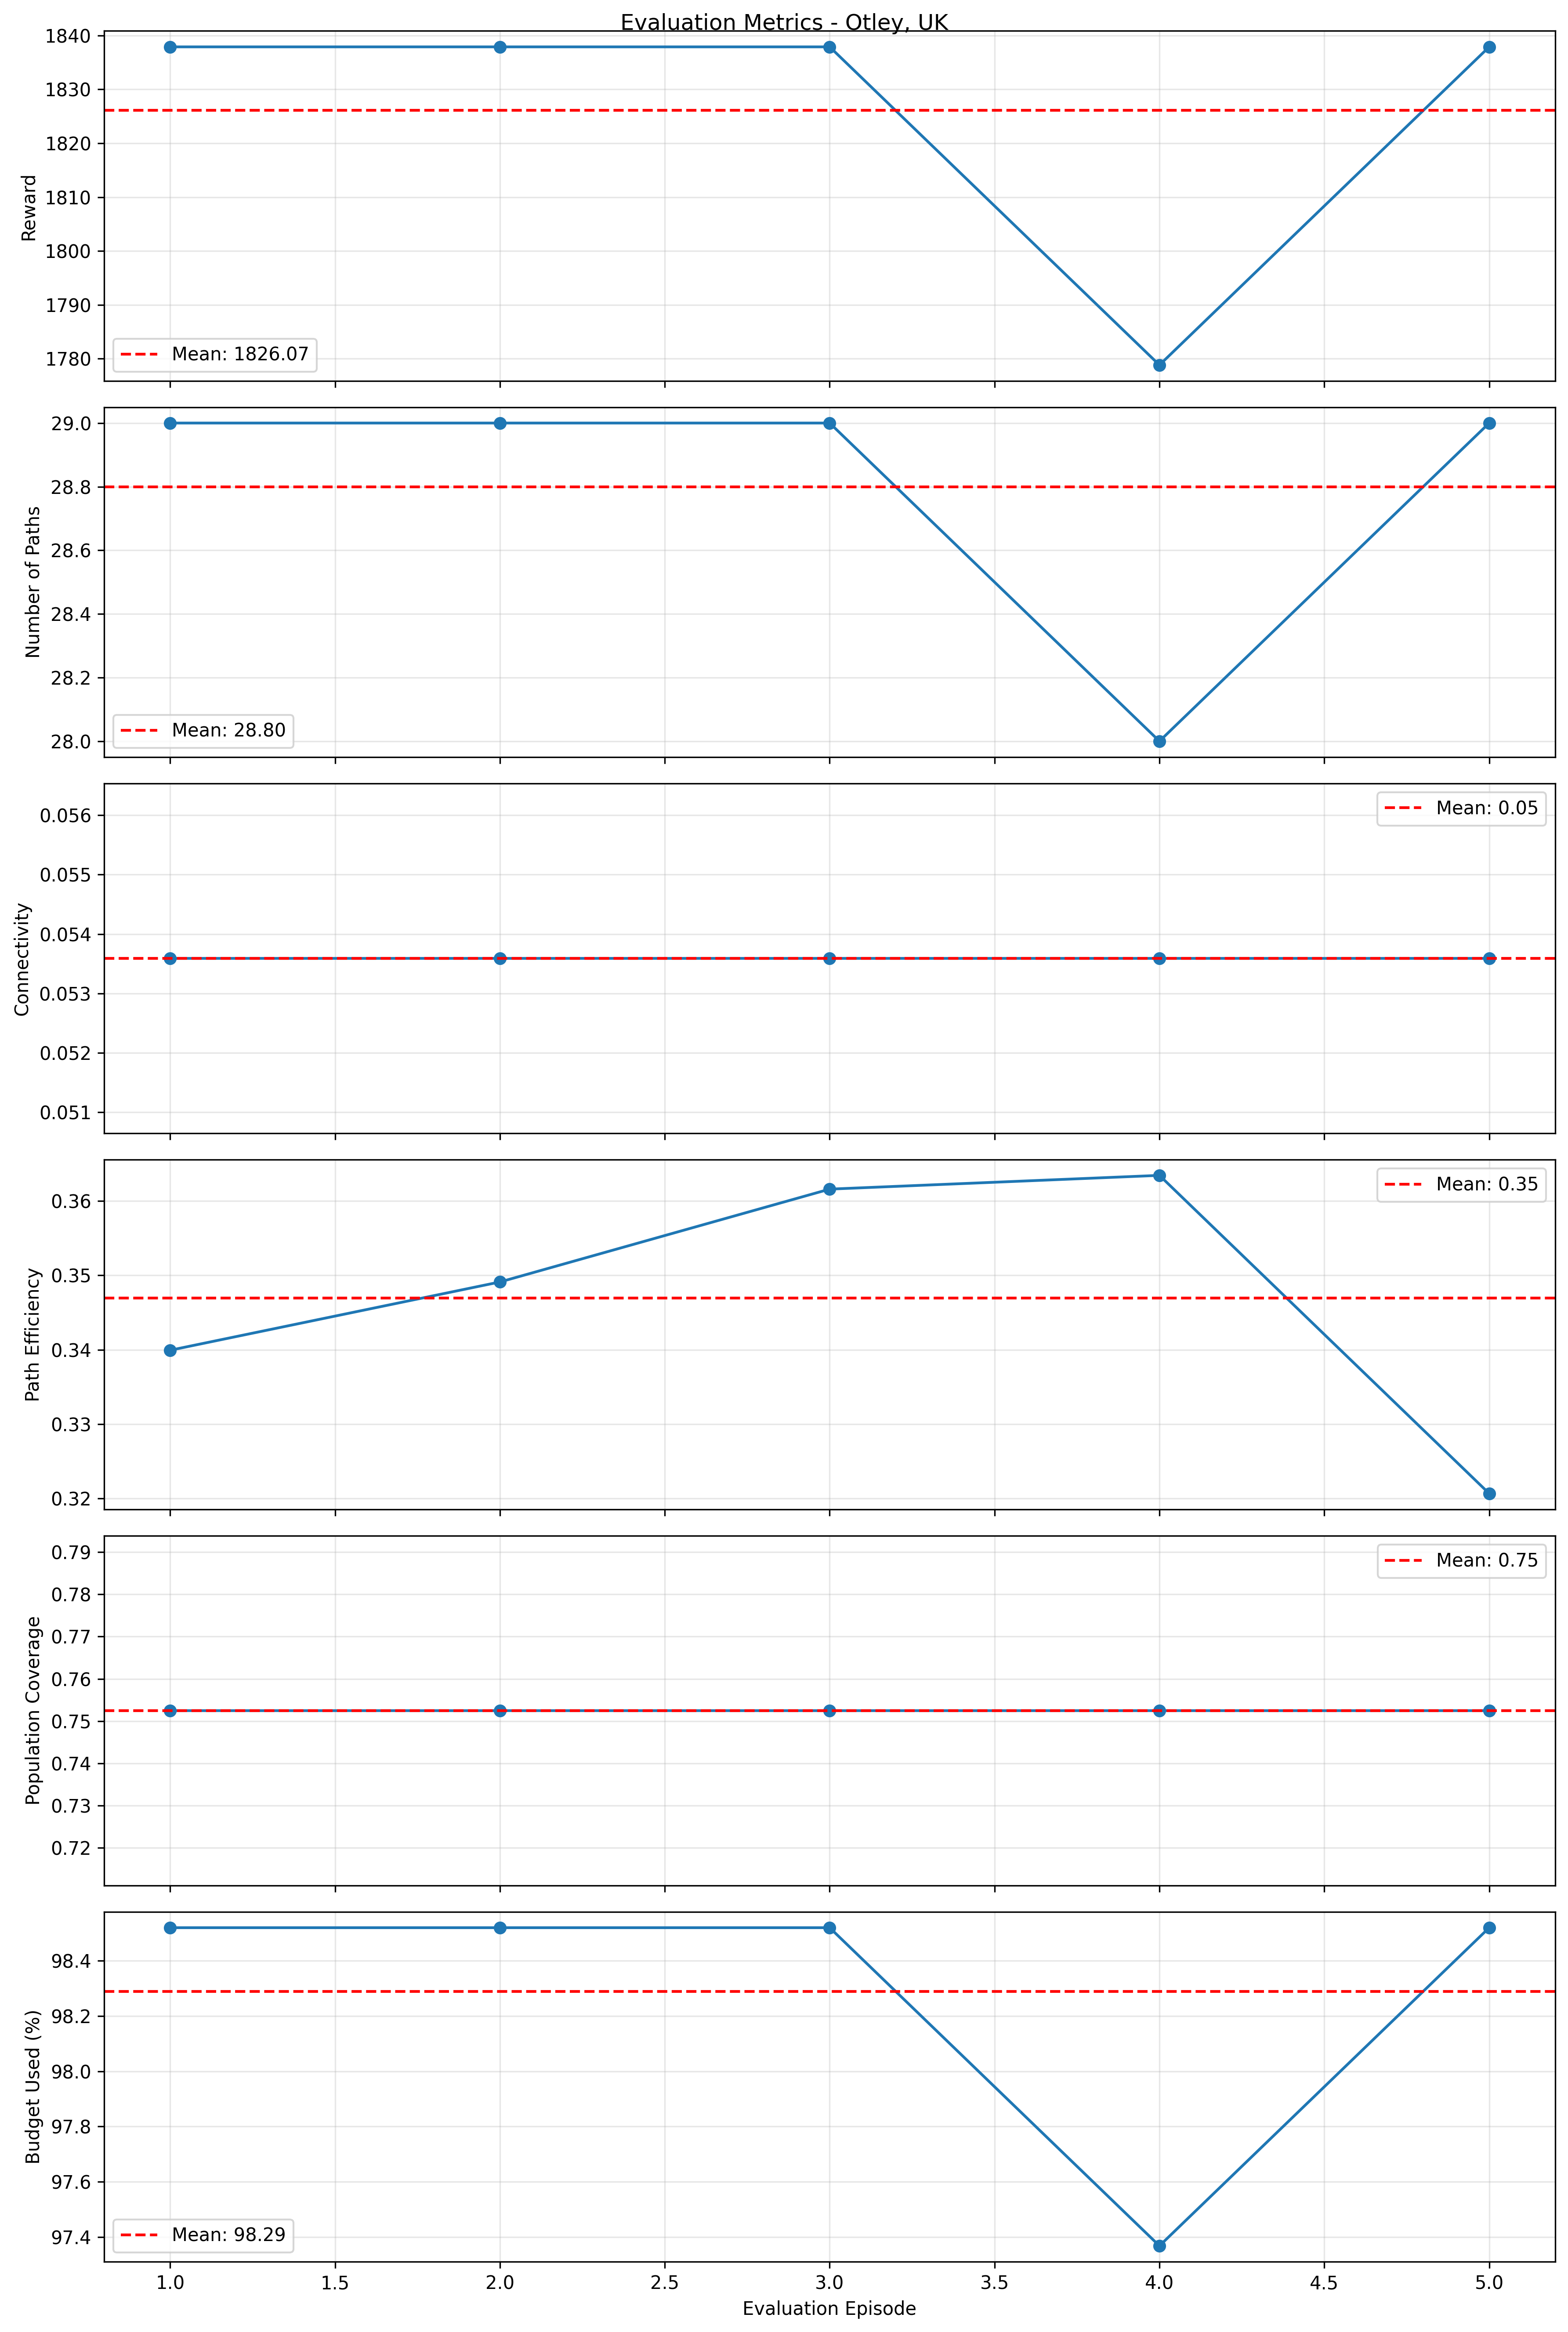 Evaluation Metrics - Otley, UK
1840
1830
1820
1810
1800
1790
1780
Reward
Mean: 1826.07
29.0
28.8
28.6
28.4
28.2
28.0
Number of Paths
Mean: 28.80
0.056
0.055
0.054
0.053
0.052
0.051
Connectivity
Mean: 0.05
0.36
0.35
0.34
0.33
0.32
Path Efficiency
Mean: 0.35
0.79
0.78
0.77
0.76
0.75
0.74
0.73
0.72
Population Coverage
Mean: 0.75
98.4
98.2
98.0
97.8
97.6
97.4
Budget Used (%)
Mean: 98.29
1.0 1.5 2.0 2.5 3.0 3.5 4.0 4.5 5.0
Evaluation Episode